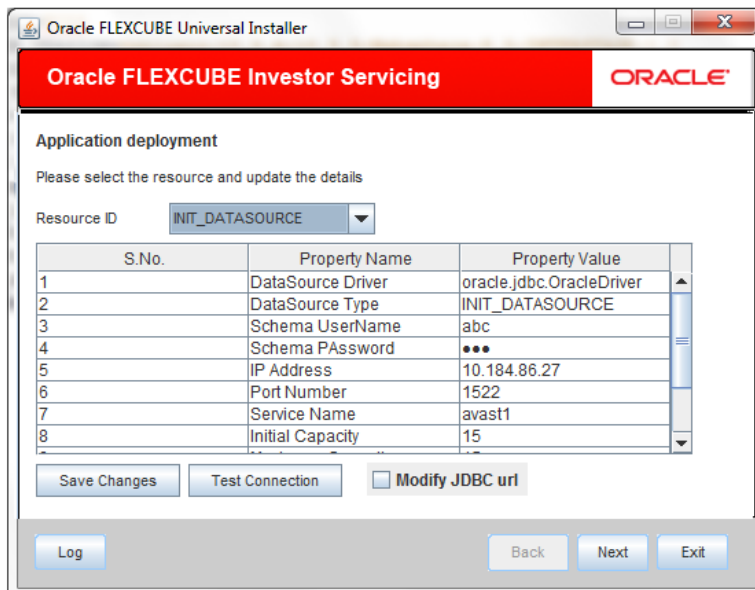 Oracle FLEXCUBE Universal Installer
Oracle FLEXCUBE Investor Servicing
ORACLE
Application deployment
Please select the resource and update the details
Resource ID INIT_DATASOURCE
S.No. Property Name Property Value
1 DataSource Driver oracle.jdbc.OracleDriver
2 DataSource Type INIT_DATASOURCE
3 Schema UserName abc
4 Schema PAssword •••
5 IP Address 10.184.86.27
6 Port Number 1522
7 Service Name avast1
8 Initial Capacity 15
Save Changes Test Connection Modify JDBC url
Log Back Next Exit